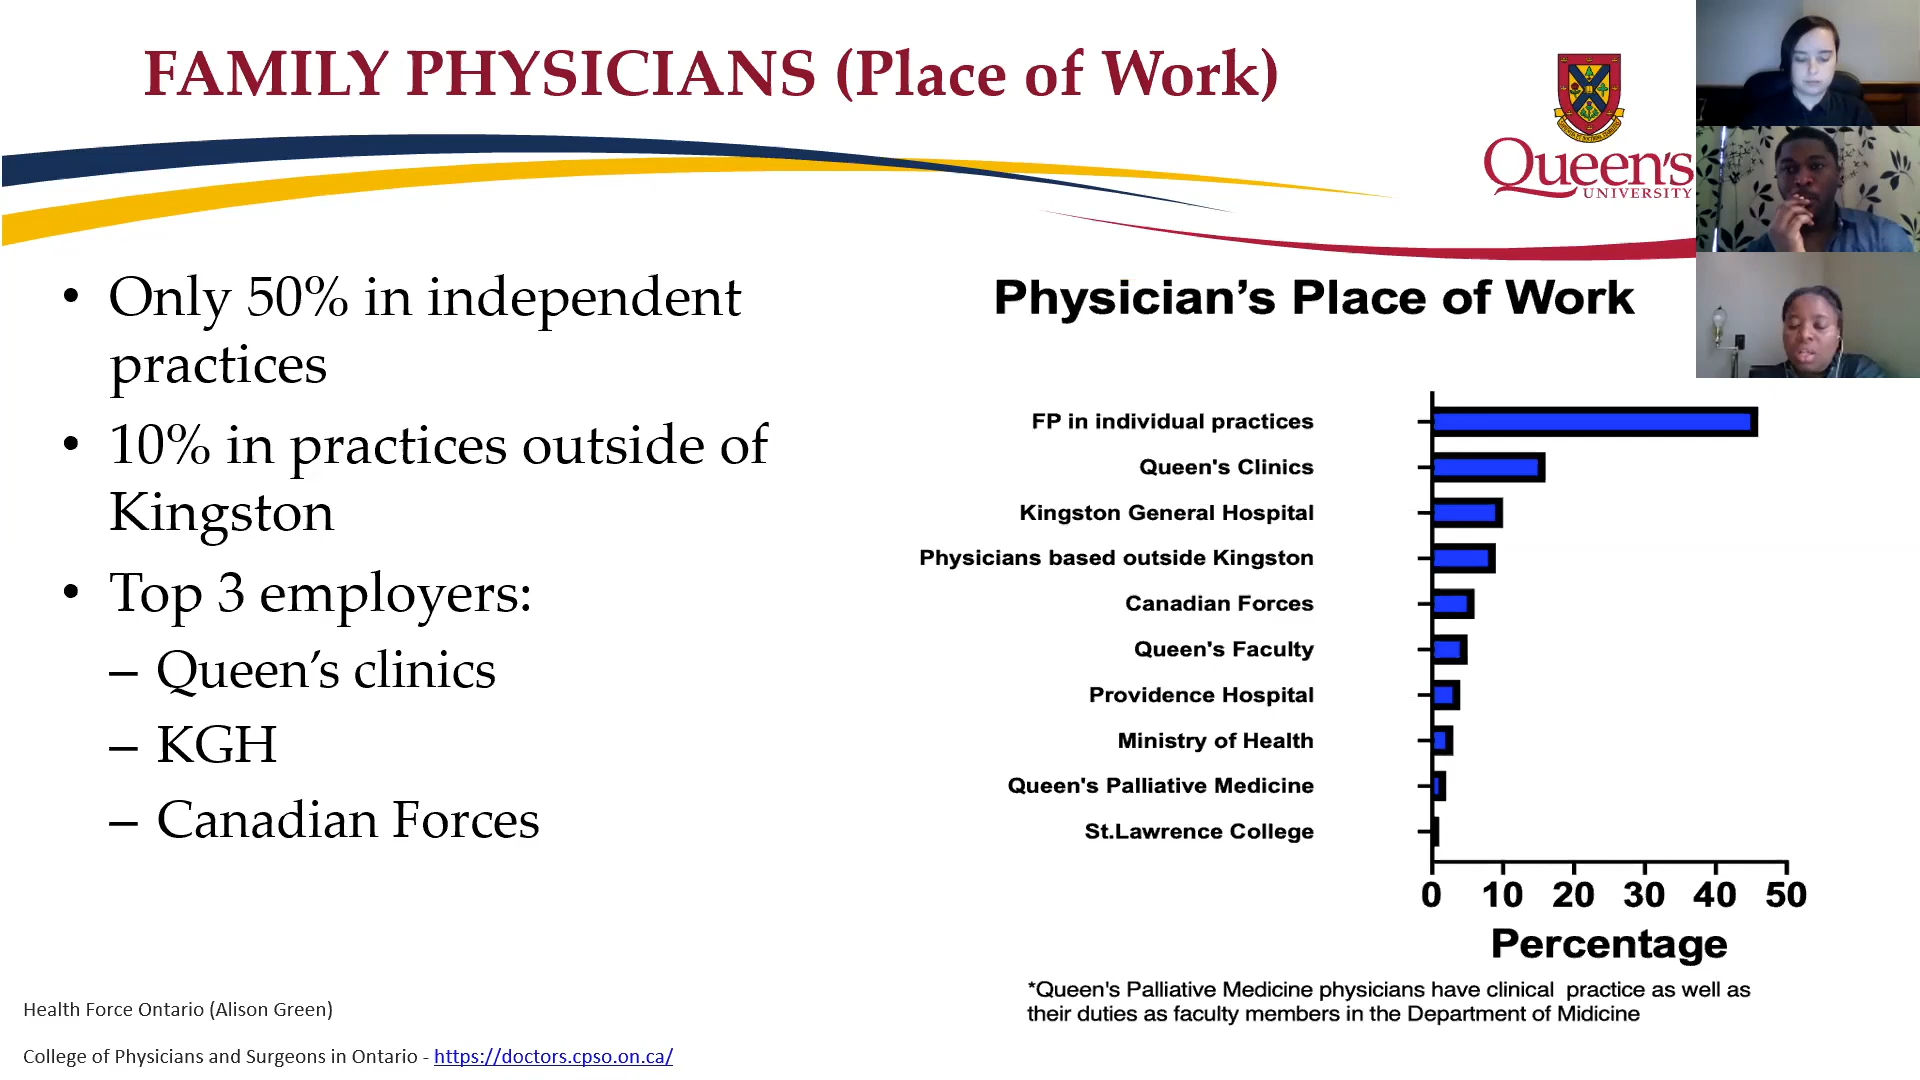 FAMILY PHYSICIANS (Place of Work)
Queen's
UNIVERSITY
• Only 50% in independent
practices
• 10% in practices outside of
Kingston
• Top 3 employers:
– Queen’s clinics
– KGH
– Canadian Forces
Physician’s Place of Work
FP in individual practices
Queen's Clinics
Kingston General Hospital
Physicians based outside Kingston
Canadian Forces
Queen's Faculty
Providence Hospital
Ministry of Health
Queen's Palliative Medicine
St.Lawrence College
0 10 20 30 40 50
Percentage
*Queen's Palliative Medicine physicians have clinical practice as well as
their duties as faculty members in the Department of Midicine
Health Force Ontario (Alison Green)
College of Physicians and Surgeons in Ontario - https://doctors.cpso.on.ca/